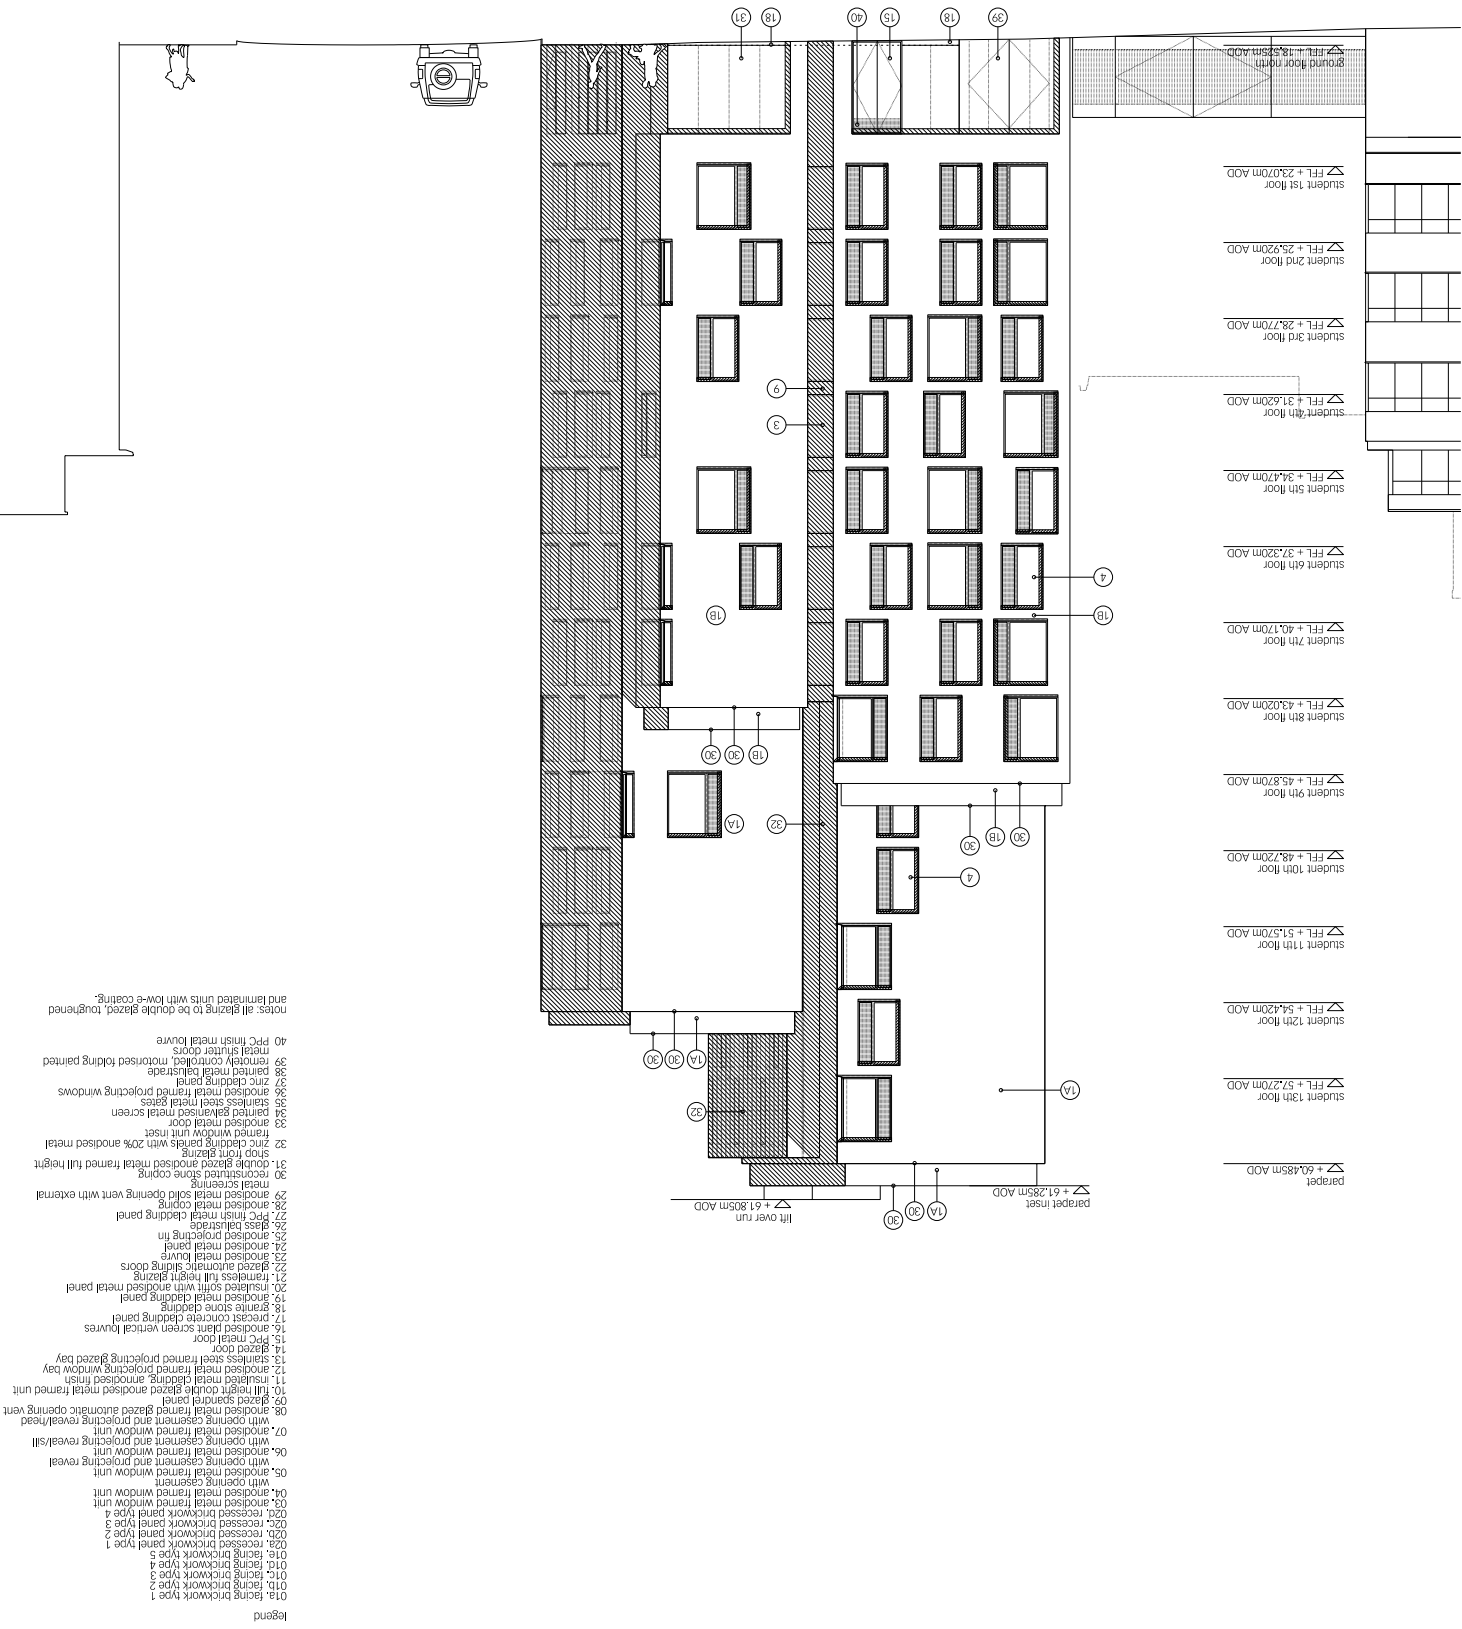 legend
01a. facing brickwork type 1
01b. facing brickwork type 2
01c. facing brickwork type 3
01d. facing brickwork type 4
01e. facing brickwork type 5
02a. recessed brickwork panel type 1
02b. recessed brickwork panel type 2
02c. recessed brickwork panel type 3
02d. recessed brickwork panel type 4
03. anodised metal framed window unit
04. anodised metal framed window unit
with opening casement
05. anodised metal framed window unit
with opening casement and projecting reveal
06. anodised metal framed window unit
with opening casement and projecting reveal/sill
07. anodised metal framed window unit
with opening casement and projecting reveal/head
08. anodised metal framed glazed automatic opening vent
09. glazed spandrel panel
10. full height double glazed anodised metal framed unit
11. insulated metal cladding, annodised finish
12. anodised metal framed projecting window bay
13. stainless steel framed projecting glazed bay
14. glazed door
15. PPC metal door
16. anodised plant screen vertical louvres
17. precast concrete cladding panel
18. granite stone cladding
19. anodised metal cladding panel
20. insulated soffit with anodised metal panel
21. frameless full height glazing
22. glazed automatic sliding doors
23. anodised metal louvre
24. anodised metal panel
25. anodised projecting fin
26. glass balustrade
27. PPC finish metal cladding panel
28. anodised metal coping
29 anodised metal solid opening vent with external
metal screening
30 reconstituted stone coping
31. double glazed anodised metal framed full height
shop front glazing
32 zinc cladding panels with 20% anodised metal
framed window unit inset
33 anodised metal door
34 painted galvanised metal screen
35 stainless steel metal gates
36 anodised metal framed projecting windows
37 zinc cladding panel
38 painted metal balustrade
39 remotely controlled, motorised folding painted
metal shutter doors
40 PPC finish metal louvre
notes: all glazing to be double glazed, toughened
and laminated units with low-e coating.
lift over run
+ 61.805m AOD
parapet inset
+ 61.285m AOD
1A
30
30
parapet
+ 60.485m AOD
32
1A
student 13th floor
FFL + 57.270m AOD
1A
30
30
student 12th floor
FFL + 54.420m AOD
student 11th floor
FFL + 51.570m AOD
4
student 10th floor
FFL + 48.720m AOD
30
1B
30
32
1A
student 9th floor
FFL + 45.870m AOD
1B
30
30
student 8th floor
FFL + 43.020m AOD
1B
1B
student 7th floor
FFL + 40.170m AOD
4
student 6th floor
FFL + 37.320m AOD
student 5th floor
FFL + 34.470m AOD
3
9
student 4th floor
FFL + 31.620m AOD
student 3rd floor
FFL + 28.770m AOD
student 2nd floor
FFL + 25.920m AOD
student 1st floor
FFL + 23.070m AOD
ground floor north
FFL + 18.525m AOD
39
18
15
40
18
31